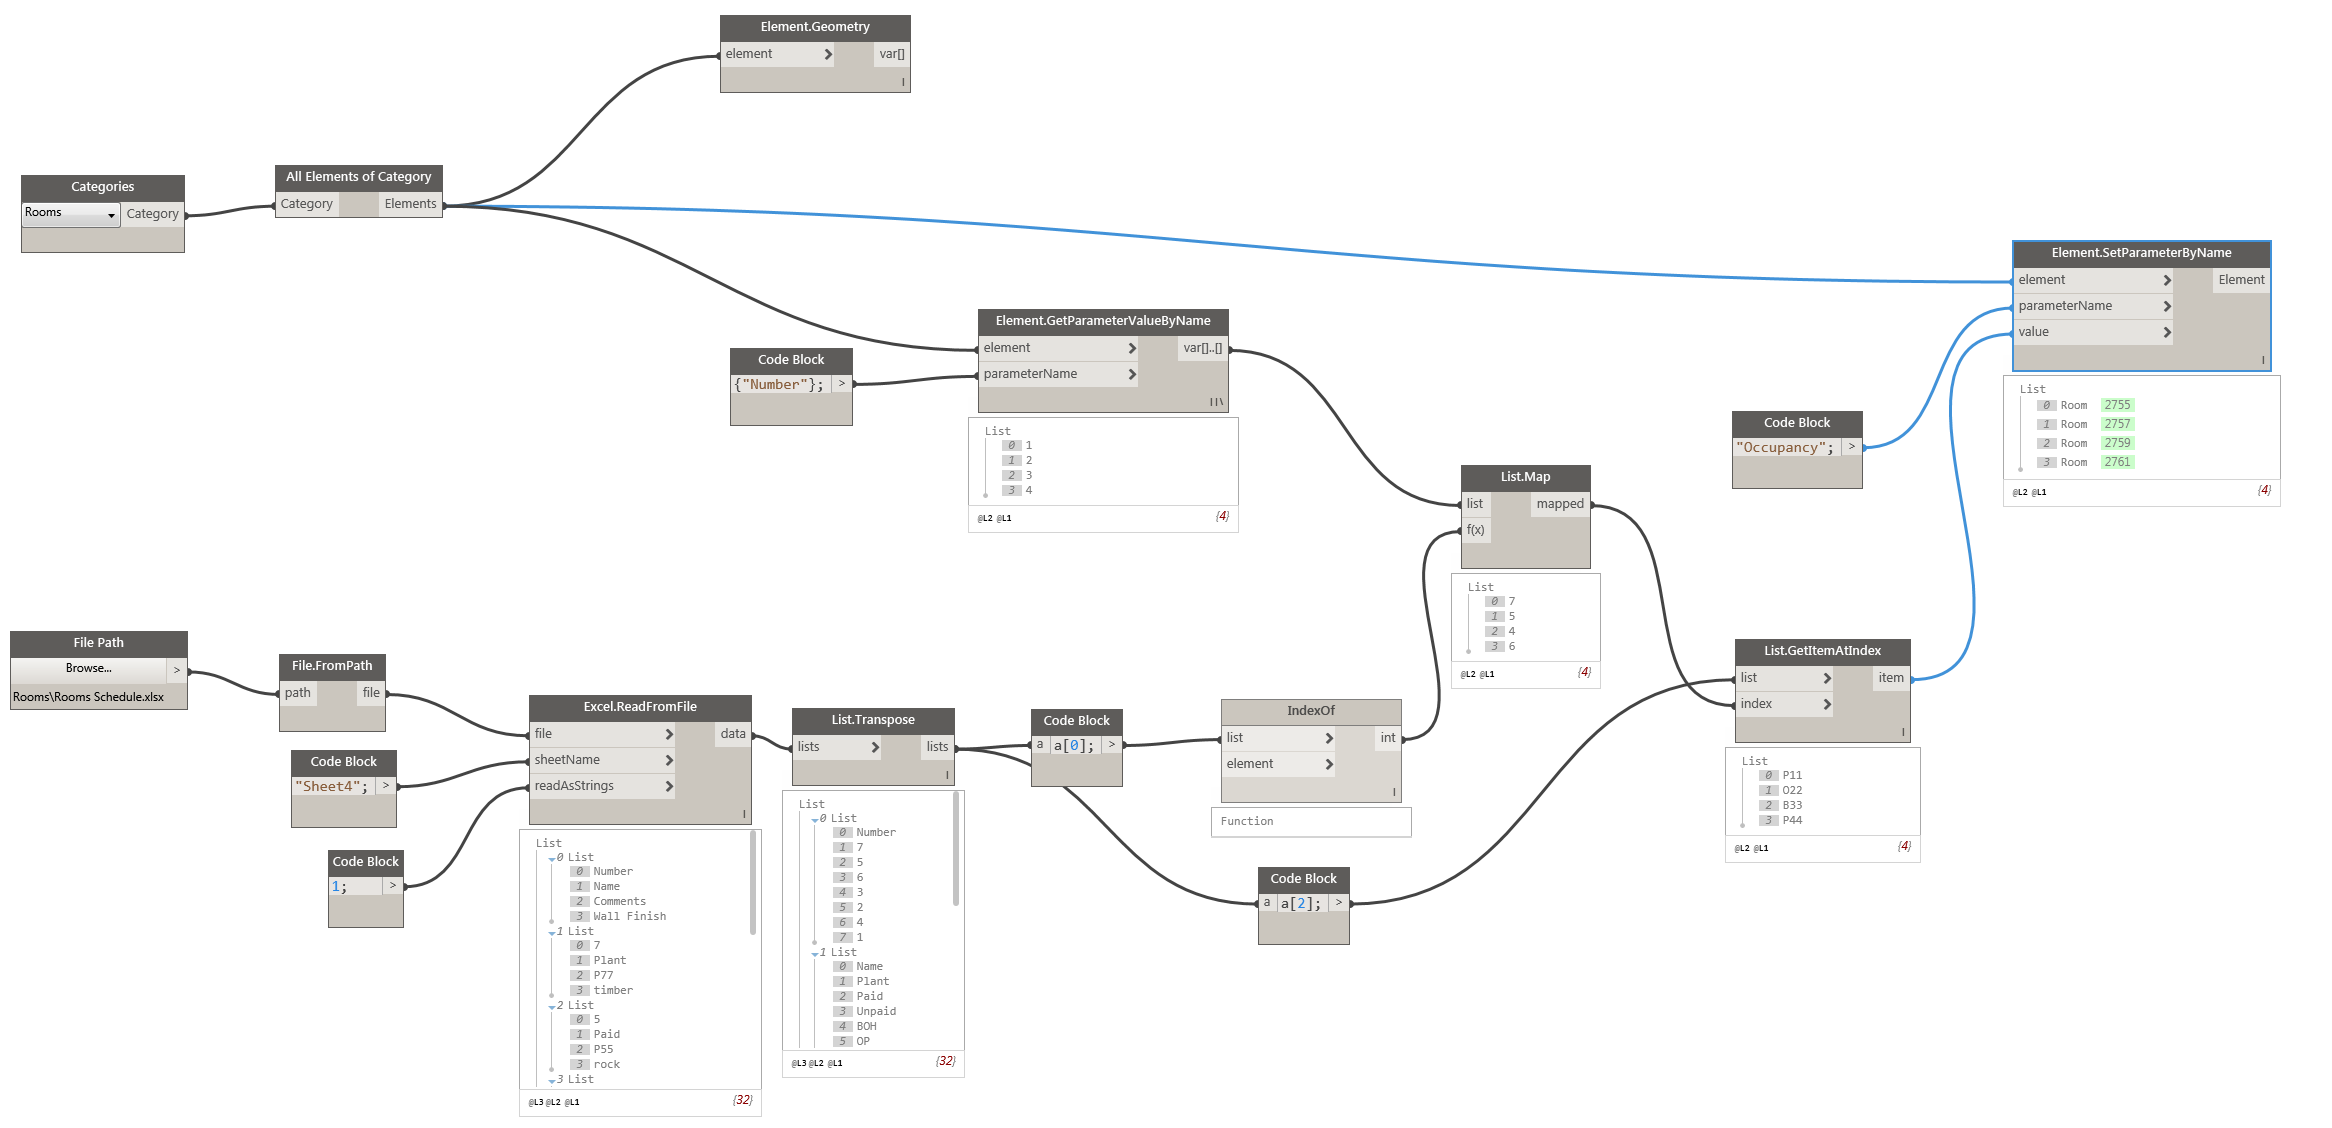 Element.Geometry
element > var[]
I
Categories
Rooms Category
All Elements of Category
Category Elements
Element.SetParameterByName
element > Element
parameterName >
value >
I
List
0 Room 2755
1 Room 2757
2 Room 2759
3 Room 2761
@L2 @L1 {4}
Element.GetParameterValueByName
element > var[]..[]
parameterName >
I I \
List
0 1
1 2
2 3
3 4
@L2 @L1 {4}
Code Block
{"Number"}; >
Code Block
"Occupancy"; >
List.Map
list mapped
f(x)
List
0 7
1 5
2 4
3 6
@L2 @L1 {4}
File Path
Browse... >
Rooms\Rooms Schedule.xlsx
File.FromPath
path file
Code Block
"Sheet4"; >
Code Block
1; >
Excel.ReadFromFile
file > data
sheetName >
readAsStrings >
I
List
0 List
0 Number
1 Name
2 Comments
3 Wall Finish
1 List
0 7
1 Plant
2 P77
3 timber
2 List
0 5
1 Paid
2 P55
3 rock
3 List
@L3 @L2 @L1 {32}
List.Transpose
lists > lists
I
List
0 List
0 Number
1 7
2 5
3 6
4 3
5 2
6 4
7 1
1 List
0 Name
1 Plant
2 Paid
3 Unpaid
4 BOH
5 OP
@L3 @L2 @L1 {32}
Code Block
a a[0]; >
IndexOf
list > int
element >
I
Function
Code Block
a a[2]; >
List.GetItemAtIndex
list > item
index >
I
List
0 P11
1 O22
2 B33
3 P44
@L2 @L1 {4}